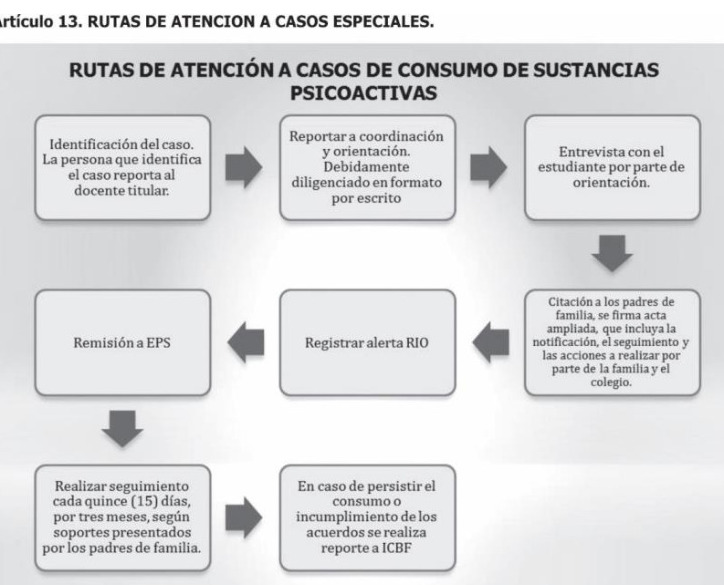 Artículo 13. RUTAS DE ATENCION A CASOS ESPECIALES.
RUTAS DE ATENCIÓN A CASOS DE CONSUMO DE SUSTANCIAS
PSICOACTIVAS
Identificación del caso.
La persona que identifica
el caso reporta al
docente titular.
Reportar a coordinación
y orientación.
Debidamente
diligenciado en formato
por escrito
Entrevista con el
estudiante por parte de
orientación.
Citación a los padres de
familia, se firma acta
ampliada, que incluya la
notificación, el seguimiento y
las acciones a realizar por
parte de la familia y el
colegio.
Registrar alerta RIO
Remisión a EPS
Realizar seguimiento
cada quince (15) días,
por tres meses, según
soportes presentados
por los padres de familia.
En caso de persistir el
consumo o
incumplimiento de los
acuerdos se realiza
reporte a ICBF